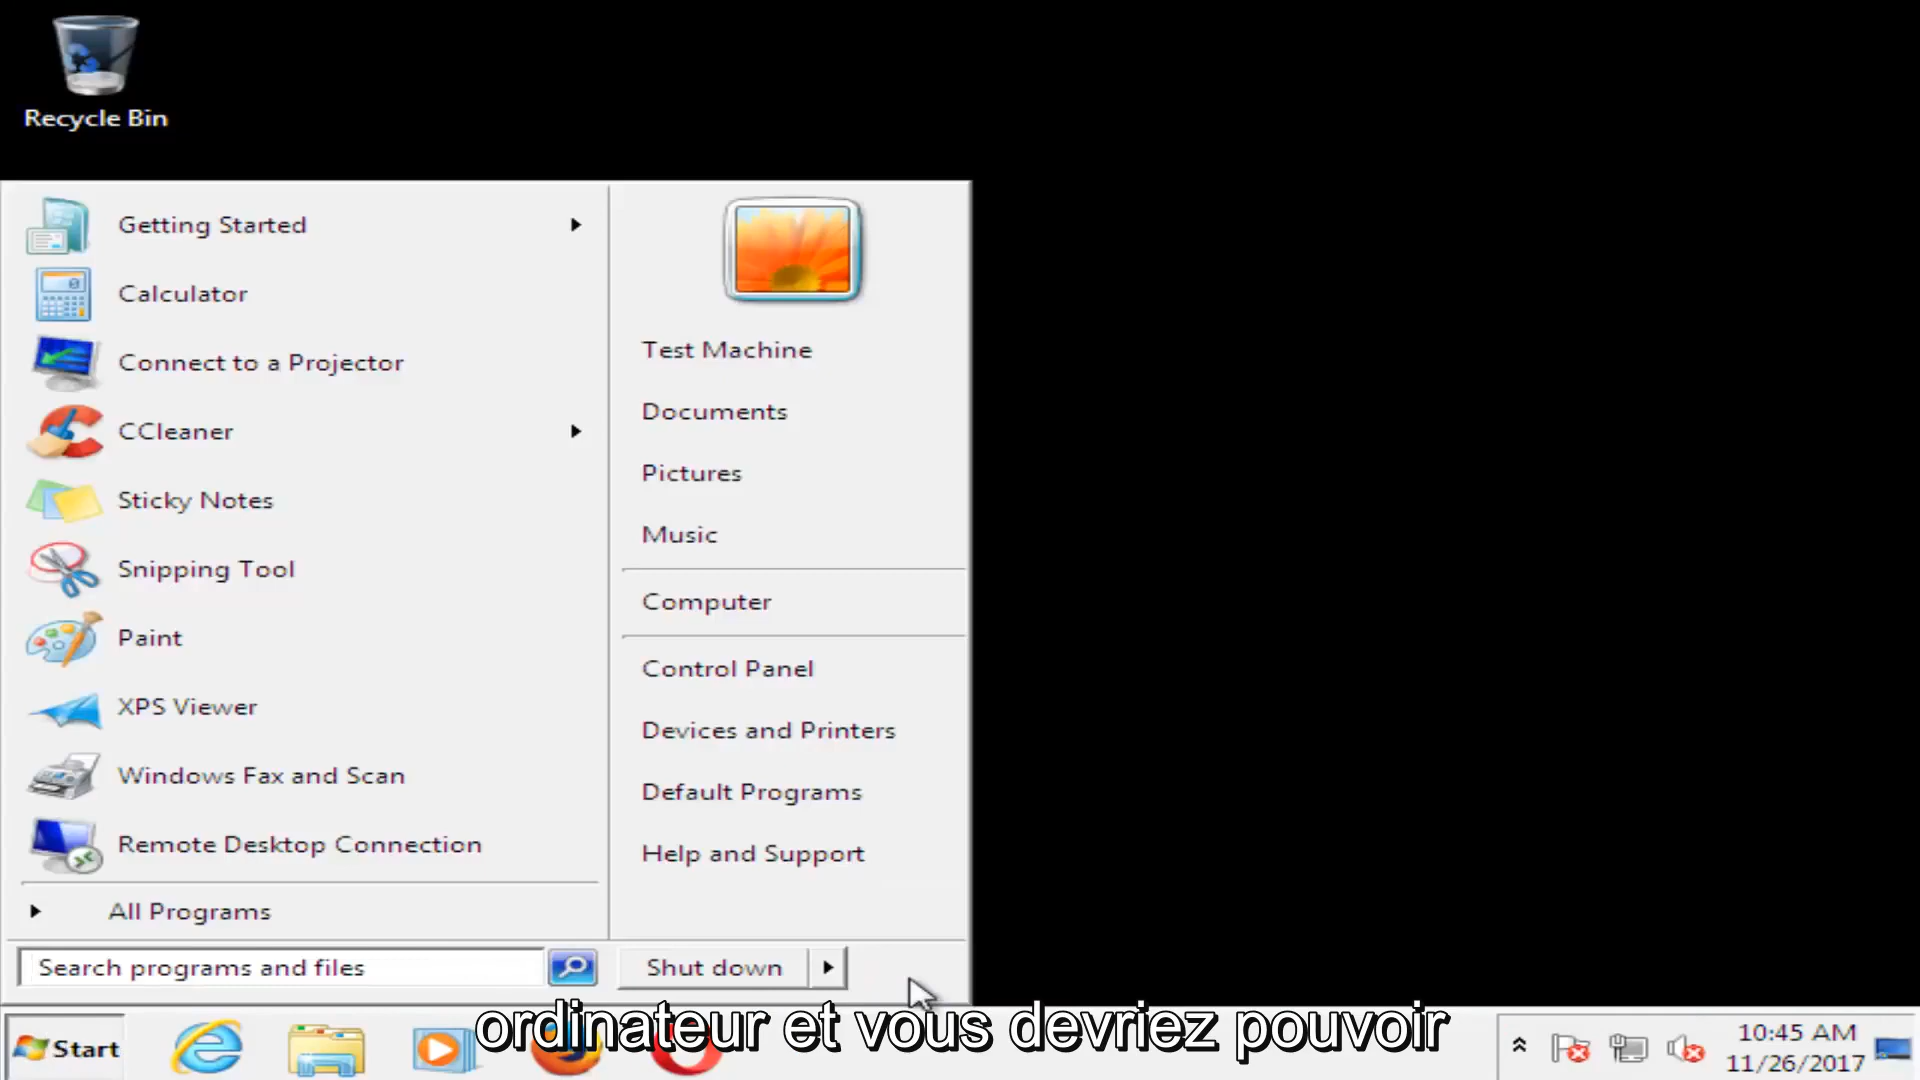 Recycle Bin
Getting Started
Calculator
Connect to a Projector
CCleaner
Sticky Notes
Snipping Tool
Paint
XPS Viewer
Windows Fax and Scan
Remote Desktop Connection
All Programs
Search programs and files
Test Machine
Documents
Pictures
Music
Computer
Control Panel
Devices and Printers
Default Programs
Help and Support
Shut down
ordinateur et vous devriez pouvoir
Start
10:45 AM
11/26/2017